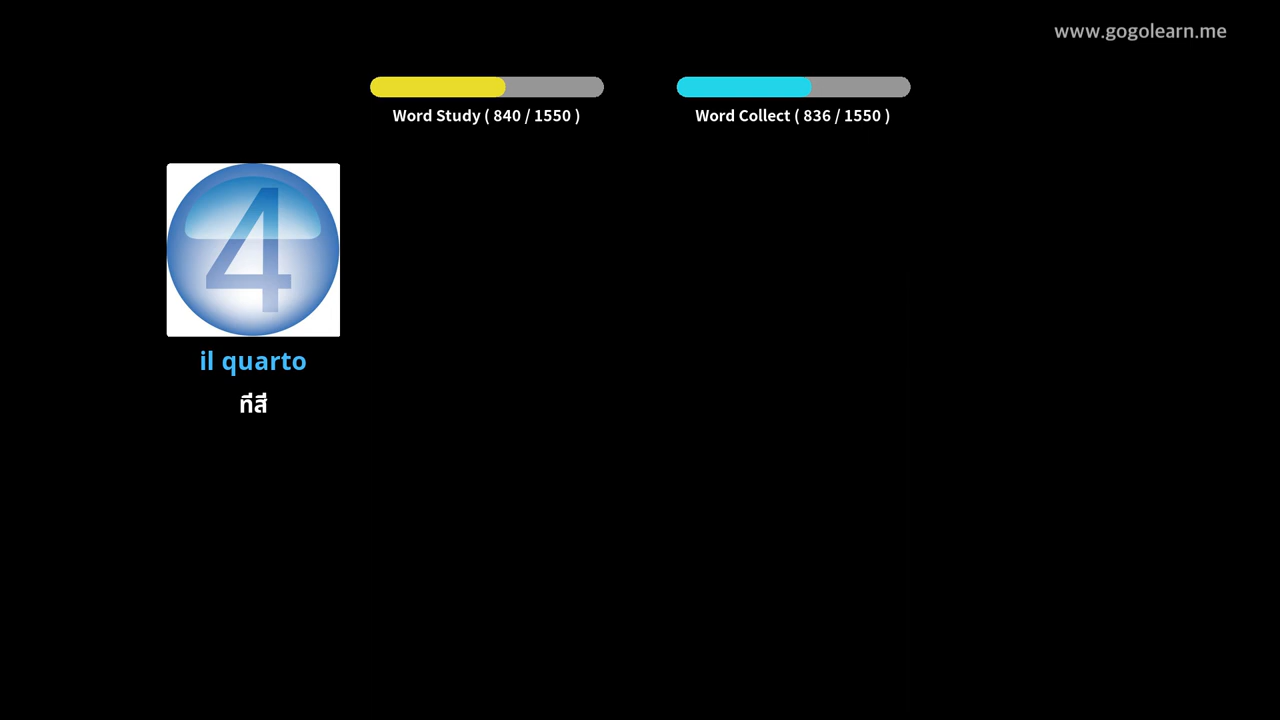 www.gogolearn.me
Word Study ( 840 / 1550 )
Word Collect ( 836 / 1550 )
4
il quarto
ที่สี่